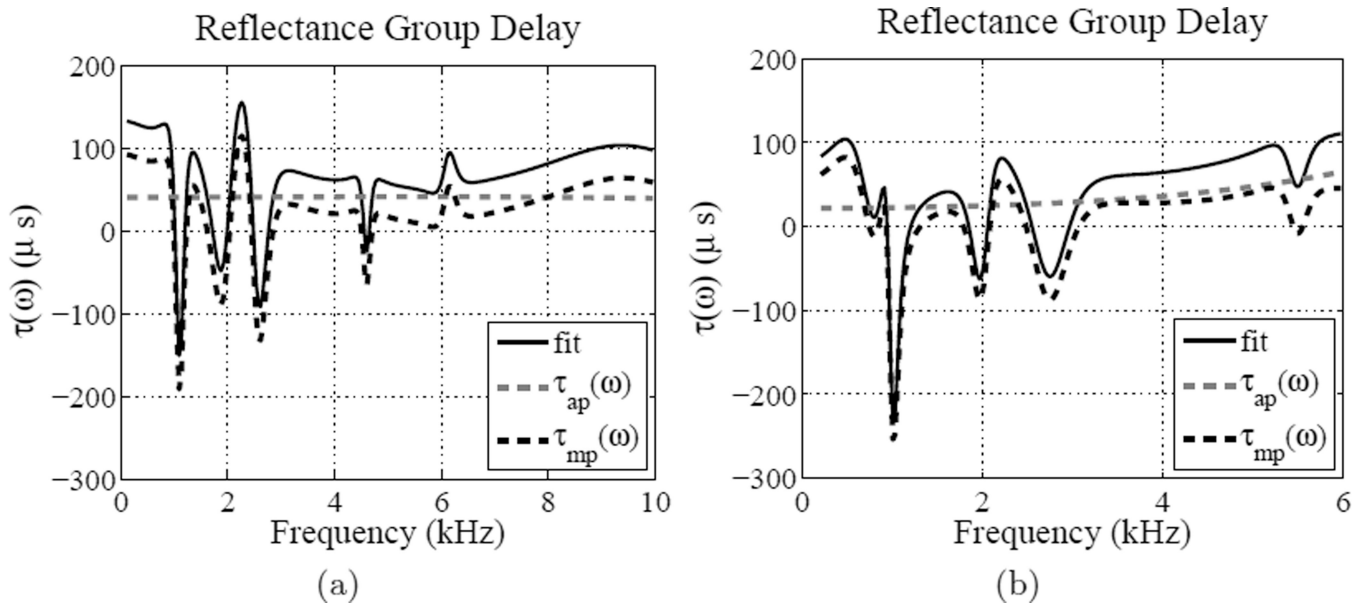 Reflectance Group Delay
200
100
0
−100
−200
−300
τ(ω) (μ s)
0 2 4 6 8 10
Frequency (kHz)
fit
τap(ω)
τmp(ω)
(a)
Reflectance Group Delay
200
100
0
−100
−200
−300
τ(ω) (μ s)
0 2 4 6
Frequency (kHz)
fit
τap(ω)
τmp(ω)
(b)